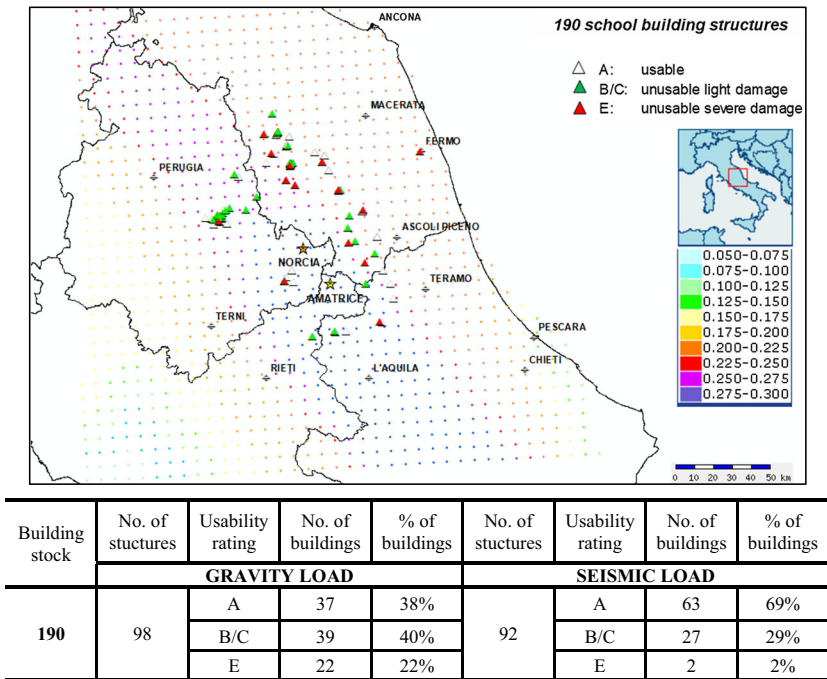 190 school building structures
A: usable
B/C: unusable light damage
E: unusable severe damage
ANCONA
MACERATA
FERMO
PERUGIA
ASCOLI PICENO
NORCIA
AMATRICE
TERAMO
TERNI
PESCARA
CHIETI
RIETI
L'AQUILA
0.050-0.075
0.075-0.100
0.100-0.125
0.125-0.150
0.150-0.175
0.175-0.200
0.200-0.225
0.225-0.250
0.250-0.275
0.275-0.300
0 10 20 30 40 50 km
Building stock No. of stuctures Usability rating No. of buildings % of buildings No. of stuctures Usability rating No. of buildings % of buildings
GRAVITY LOAD SEISMIC LOAD
190 98 A 37 38% 92 A 63 69%
B/C 39 40% B/C 27 29%
E 22 22% E 2 2%